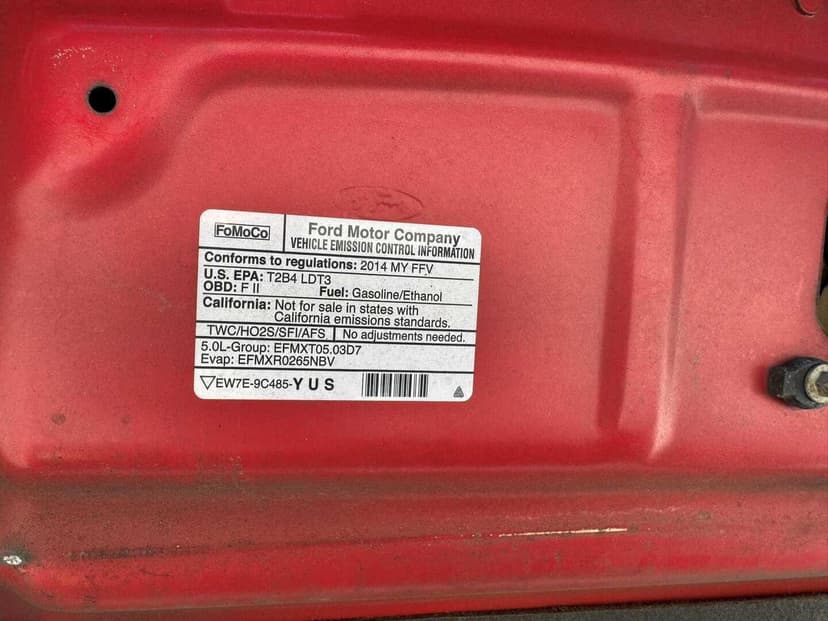 FoMoCo
Ford Motor Company
VEHICLE EMISSION CONTROL INFORMATION
Conforms to regulations: 2014 MY FFV
U.S. EPA: T2B4 LDT3
OBD: F II Fuel: Gasoline/Ethanol
California: Not for sale in states with
California emissions standards.
TWC/HO2S/SFI/AFS No adjustments needed.
5.0L-Group: EFMXT05.03D7
Evap: EFMXR0265NBV
EW7E-9C485-Y U S